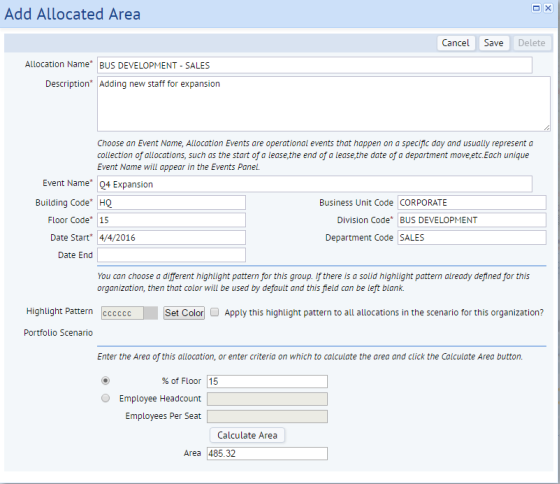 Add Allocated Area
Cancel Save Delete
Allocation Name* BUS DEVELOPMENT - SALES
Description* Adding new staff for expansion
Choose an Event Name, Allocation Events are operational events that happen on a specific day and usually represent a
collection of allocations, such as the start of a lease,the end of a lease,the date of a department move,etc.Each unique
Event Name will appear in the Events Panel.
Event Name* Q4 Expansion
Building Code* HQ Business Unit Code CORPORATE
Floor Code* 15 Division Code* BUS DEVELOPMENT
Date Start* 4/4/2016 Department Code SALES
Date End
You can choose a different highlight pattern for this group. If there is a solid highlight pattern already defined for this
organization, then that color will be used by default and this field can be left blank.
Highlight Pattern cccccc Set Color Apply this highlight pattern to all allocations in the scenario for this organization?
Portfolio Scenario
Enter the Area of this allocation, or enter criteria on which to calculate the area and click the Calculate Area button.
% of Floor 15
Employee Headcount
Employees Per Seat
Calculate Area
Area 485.32